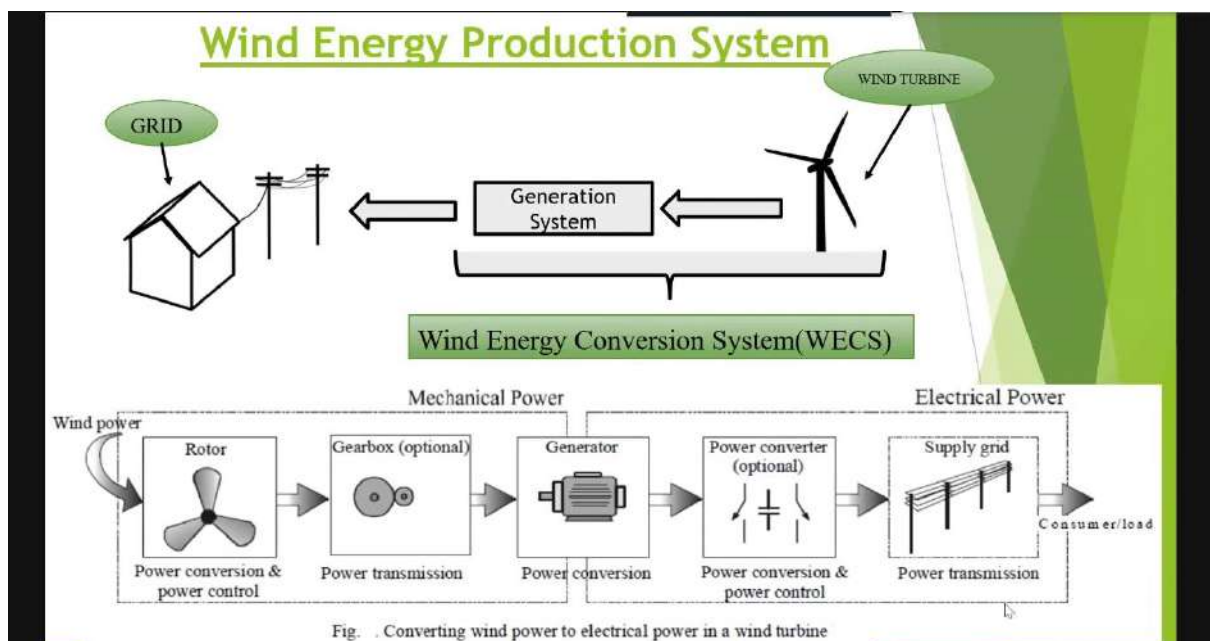 Wind Energy Production System
WIND TURBINE
GRID
Generation
System
Wind Energy Conversion System(WECS)
Mechanical Power
Electrical Power
Wind power
Rotor
Gearbox (optional)
Generator
Power converter
(optional)
Supply grid
Consumer/load
Power conversion &
power control
Power transmission
Power conversion
Power conversion &
power control
Power transmission
Fig. . Converting wind power to electrical power in a wind turbine